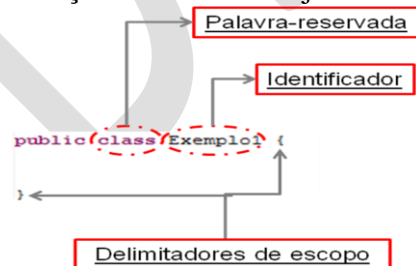 Palavra-reservada
Identificador
public class Exemplo1 {
}
Delimitadores de escopo